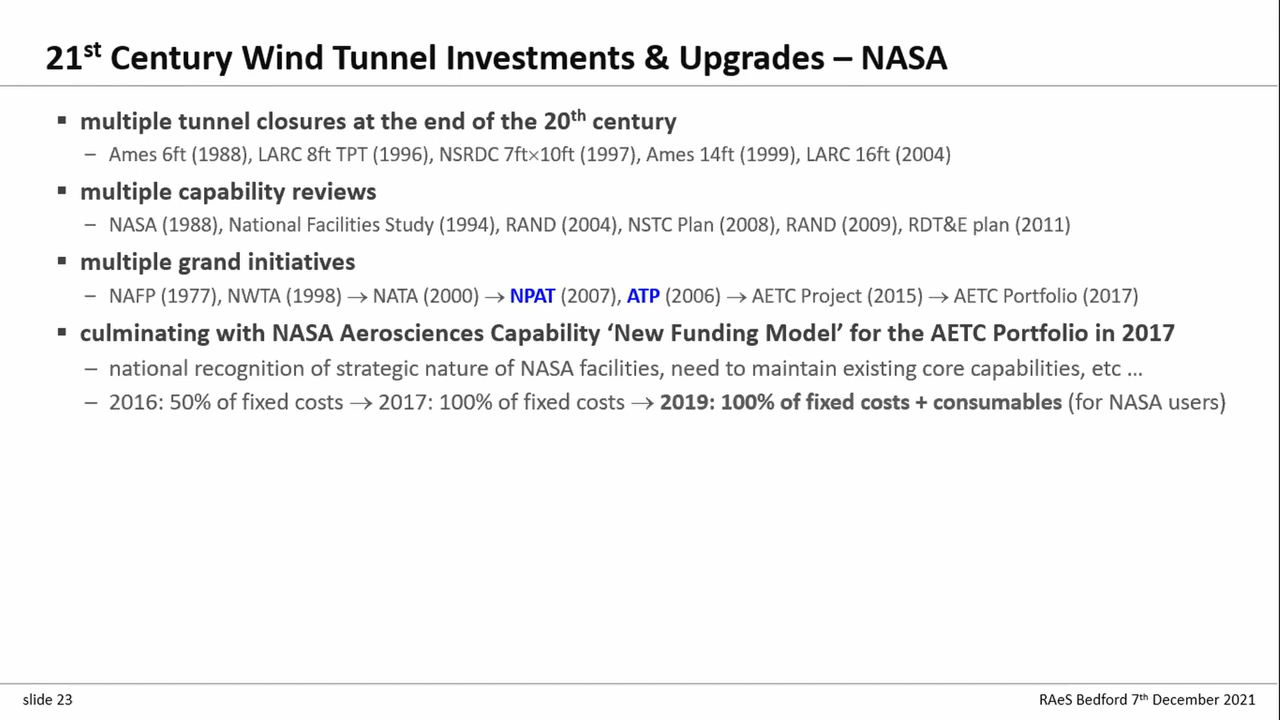 21st Century Wind Tunnel Investments & Upgrades – NASA
▪ multiple tunnel closures at the end of the 20th century
– Ames 6ft (1988), LARC 8ft TPT (1996), NSRDC 7ft×10ft (1997), Ames 14ft (1999), LARC 16ft (2004)
▪ multiple capability reviews
– NASA (1988), National Facilities Study (1994), RAND (2004), NSTC Plan (2008), RAND (2009), RDT&E plan (2011)
▪ multiple grand initiatives
– NAFP (1977), NWTA (1998) → NATA (2000) → NPAT (2007), ATP (2006) → AETC Project (2015) → AETC Portfolio (2017)
▪ culminating with NASA Aerosciences Capability ‘New Funding Model’ for the AETC Portfolio in 2017
– national recognition of strategic nature of NASA facilities, need to maintain existing core capabilities, etc ...
– 2016: 50% of fixed costs → 2017: 100% of fixed costs → 2019: 100% of fixed costs + consumables (for NASA users)
slide 23
RAeS Bedford 7th December 2021